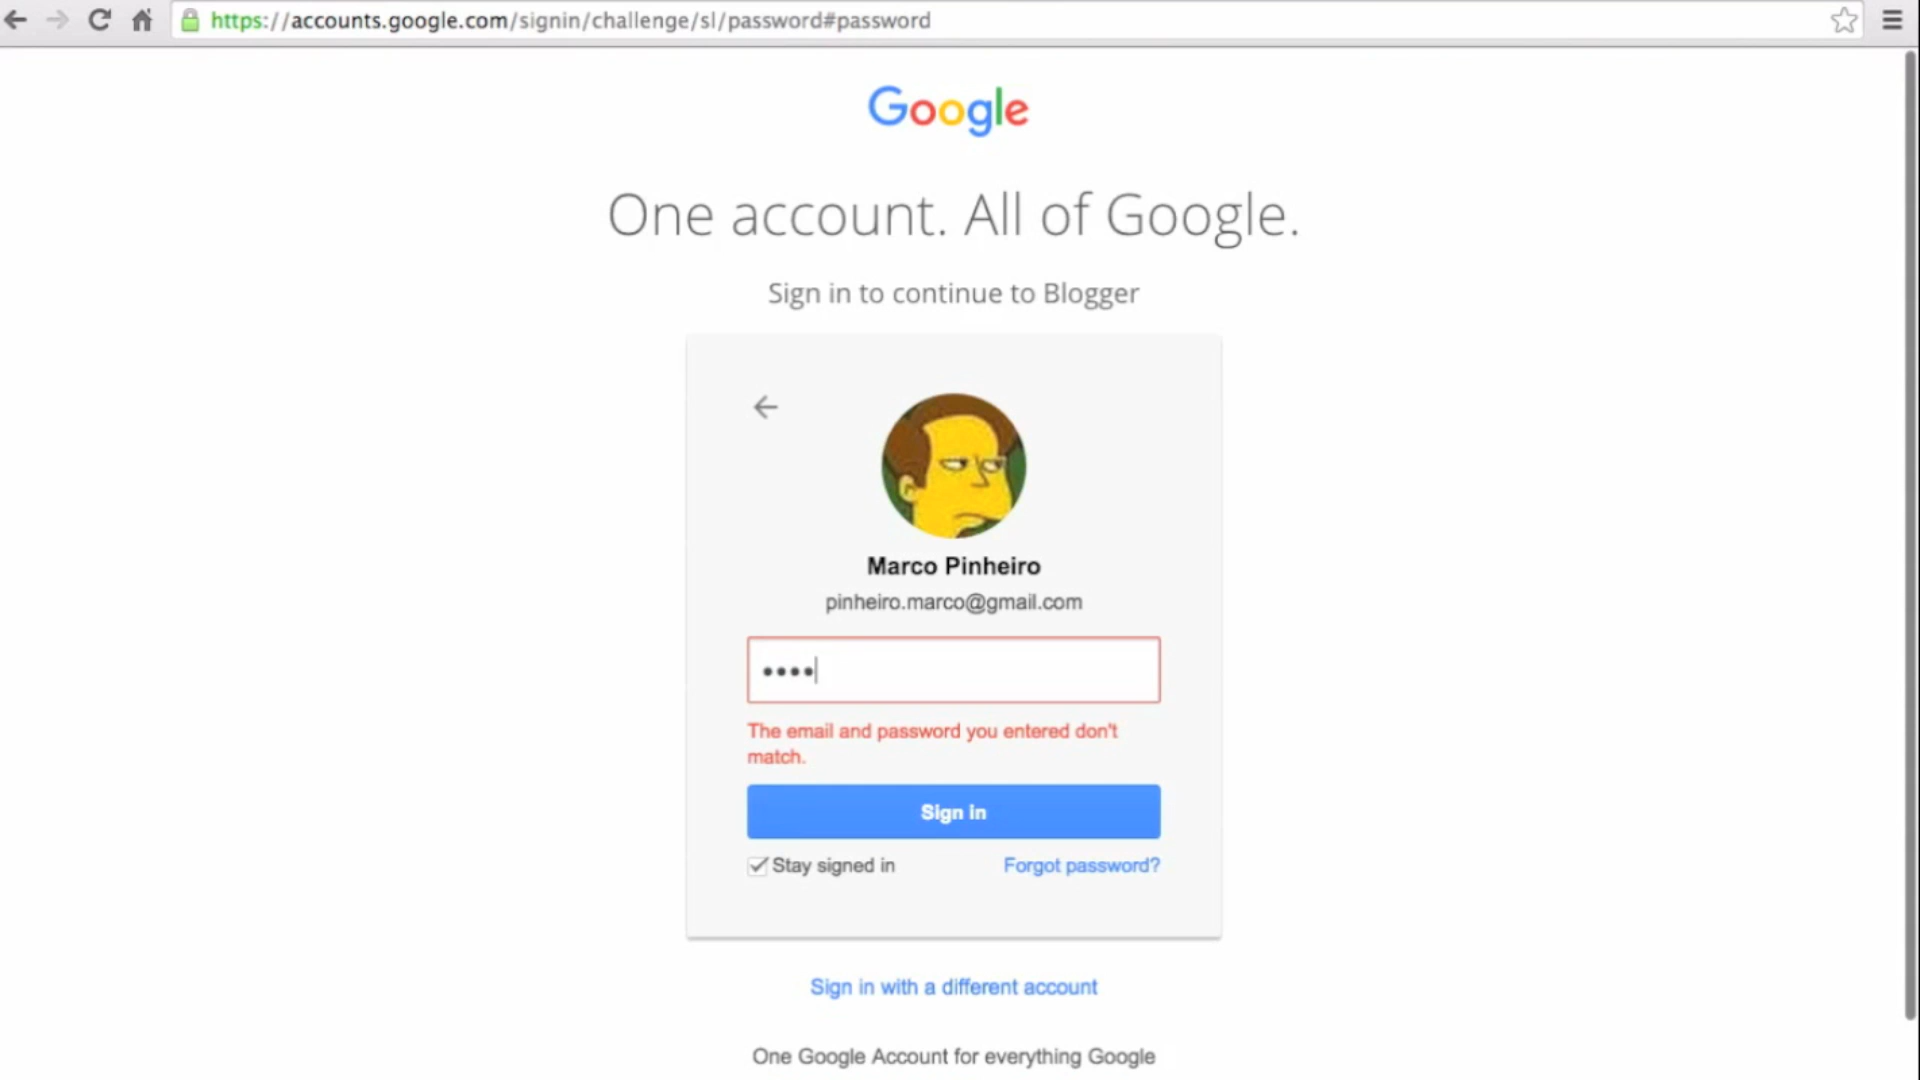 https://accounts.google.com/signin/challenge/sl/password#password
Google
One account. All of Google.
Sign in to continue to Blogger
Marco Pinheiro
pinheiro.marco@gmail.com
••••
The email and password you entered don't
match.
Sign in
Stay signed in
Forgot password?
Sign in with a different account
One Google Account for everything Google